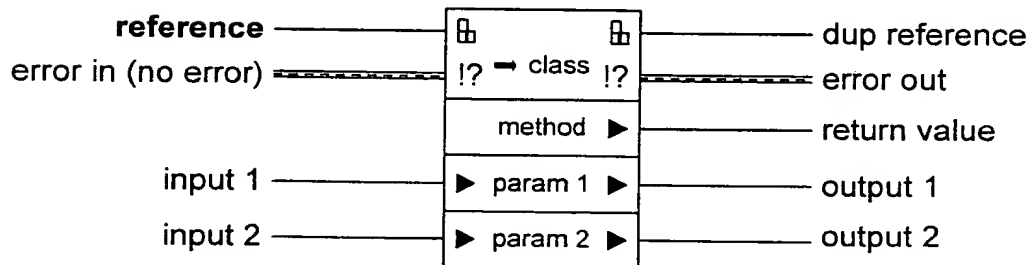 reference dup reference
error in (no error) !? class !? error out
method return value
input 1 param 1 output 1
input 2 param 2 output 2